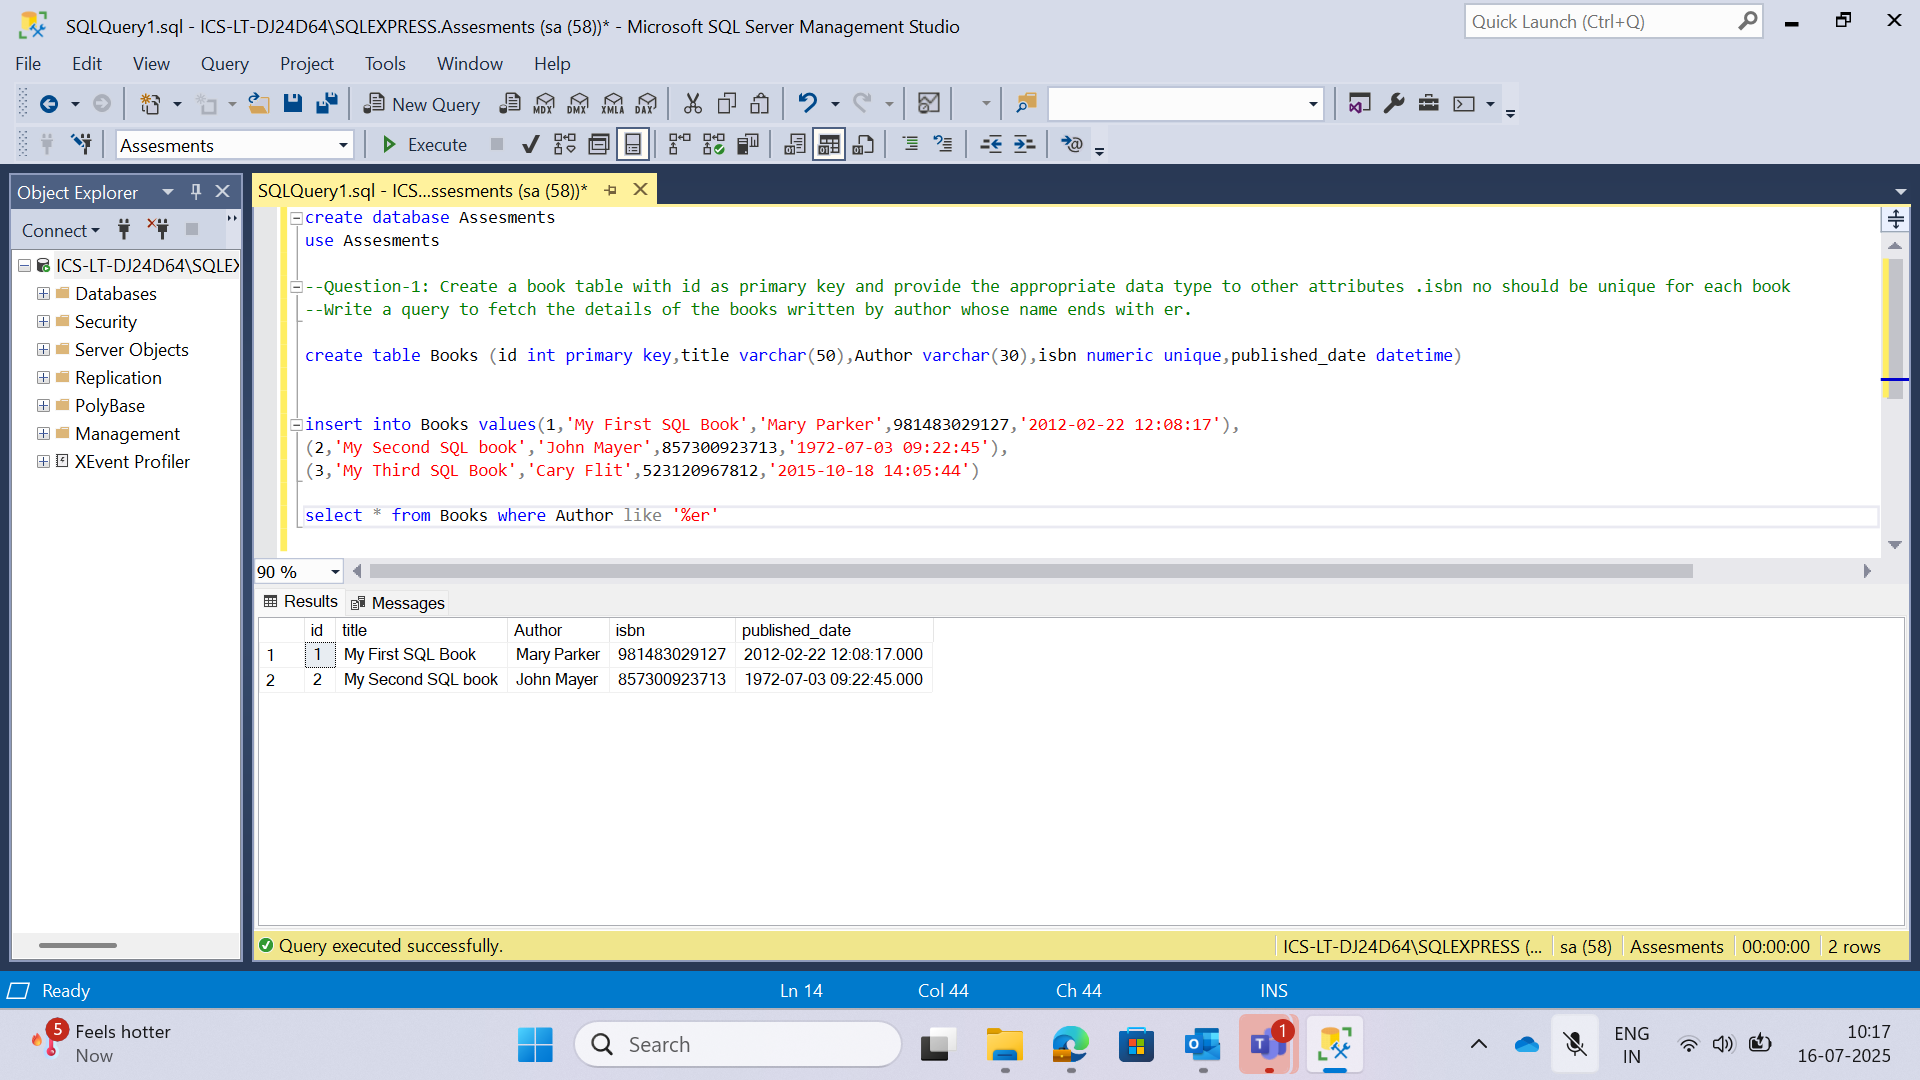 SQLQuery1.sql - ICS-LT-DJ24D64\SQLEXPRESS.Assesments (sa (58))* - Microsoft SQL Server Management Studio
Quick Launch (Ctrl+Q)
File Edit View Query Project Tools Window Help
New Query MDX DMX XMLA DAX
Assesments Execute
Object Explorer
SQLQuery1.sql - ICS...ssesments (sa (58))*
Connect
ICS-LT-DJ24D64\SQLEX
Databases
Security
Server Objects
Replication
PolyBase
Management
XEvent Profiler
create database Assesments
use Assesments
--Question-1: Create a book table with id as primary key and provide the appropriate data type to other attributes .isbn no should be unique for each book
--Write a query to fetch the details of the books written by author whose name ends with er.
create table Books (id int primary key,title varchar(50),Author varchar(30),isbn numeric unique,published_date datetime)
insert into Books values(1,'My First SQL Book','Mary Parker',981483029127,'2012-02-22 12:08:17'),
(2,'My Second SQL book','John Mayer',857300923713,'1972-07-03 09:22:45'),
(3,'My Third SQL Book','Cary Flit',523120967812,'2015-10-18 14:05:44')
select * from Books where Author like '%er'
90 %
Results Messages
id title Author isbn published_date
1 1 My First SQL Book Mary Parker 981483029127 2012-02-22 12:08:17.000
2 2 My Second SQL book John Mayer 857300923713 1972-07-03 09:22:45.000
Query executed successfully.
ICS-LT-DJ24D64\SQLEXPRESS (... sa (58) Assesments 00:00:00 2 rows
Ready Ln 14 Col 44 Ch 44 INS
5 Feels hotter
Now
Search
1
ENG
IN
10:17
16-07-2025